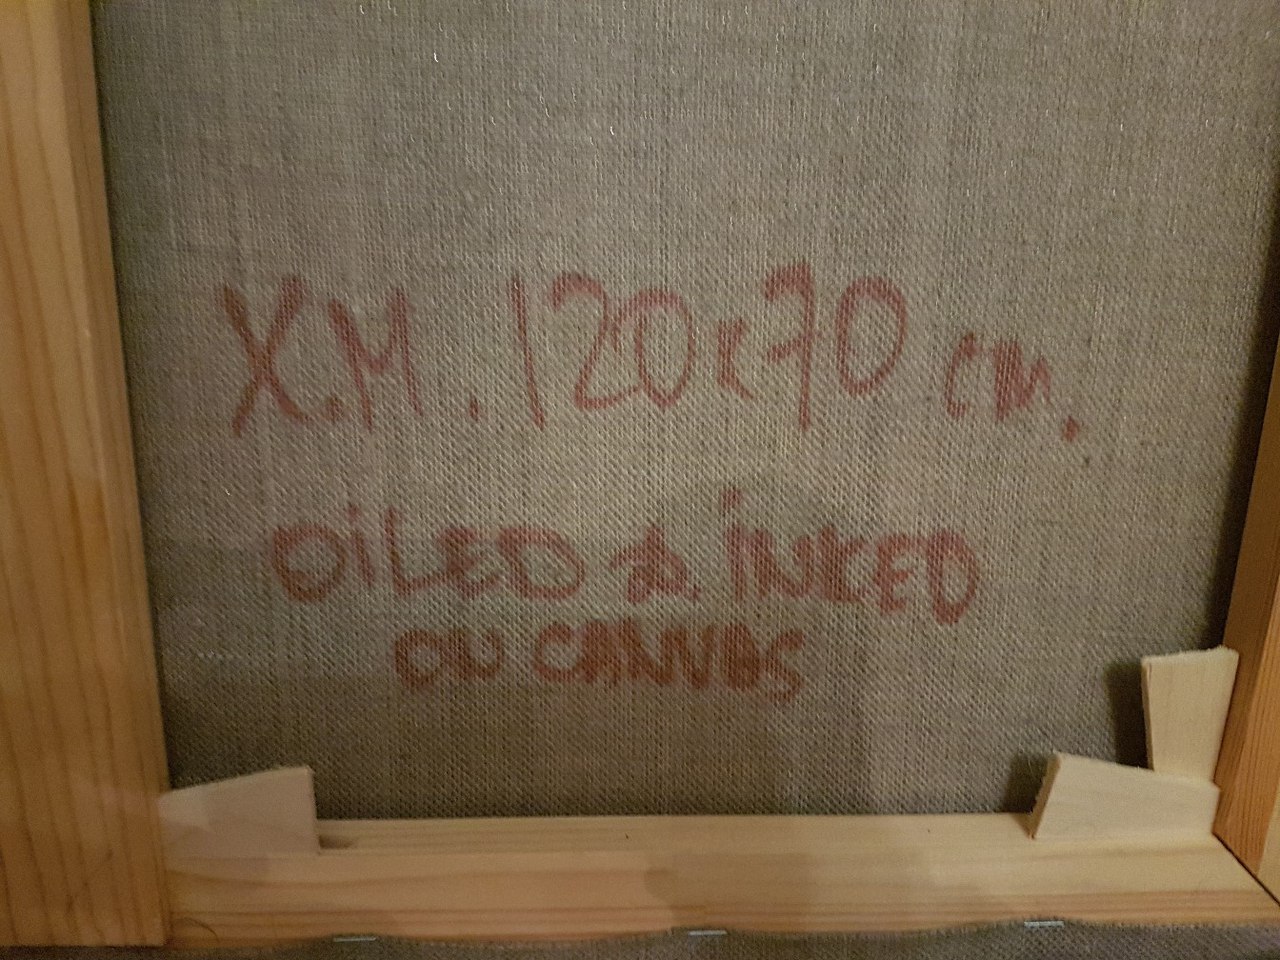 X.M. 120x70 cm.
OiLED & iNKED
ON CANVAS